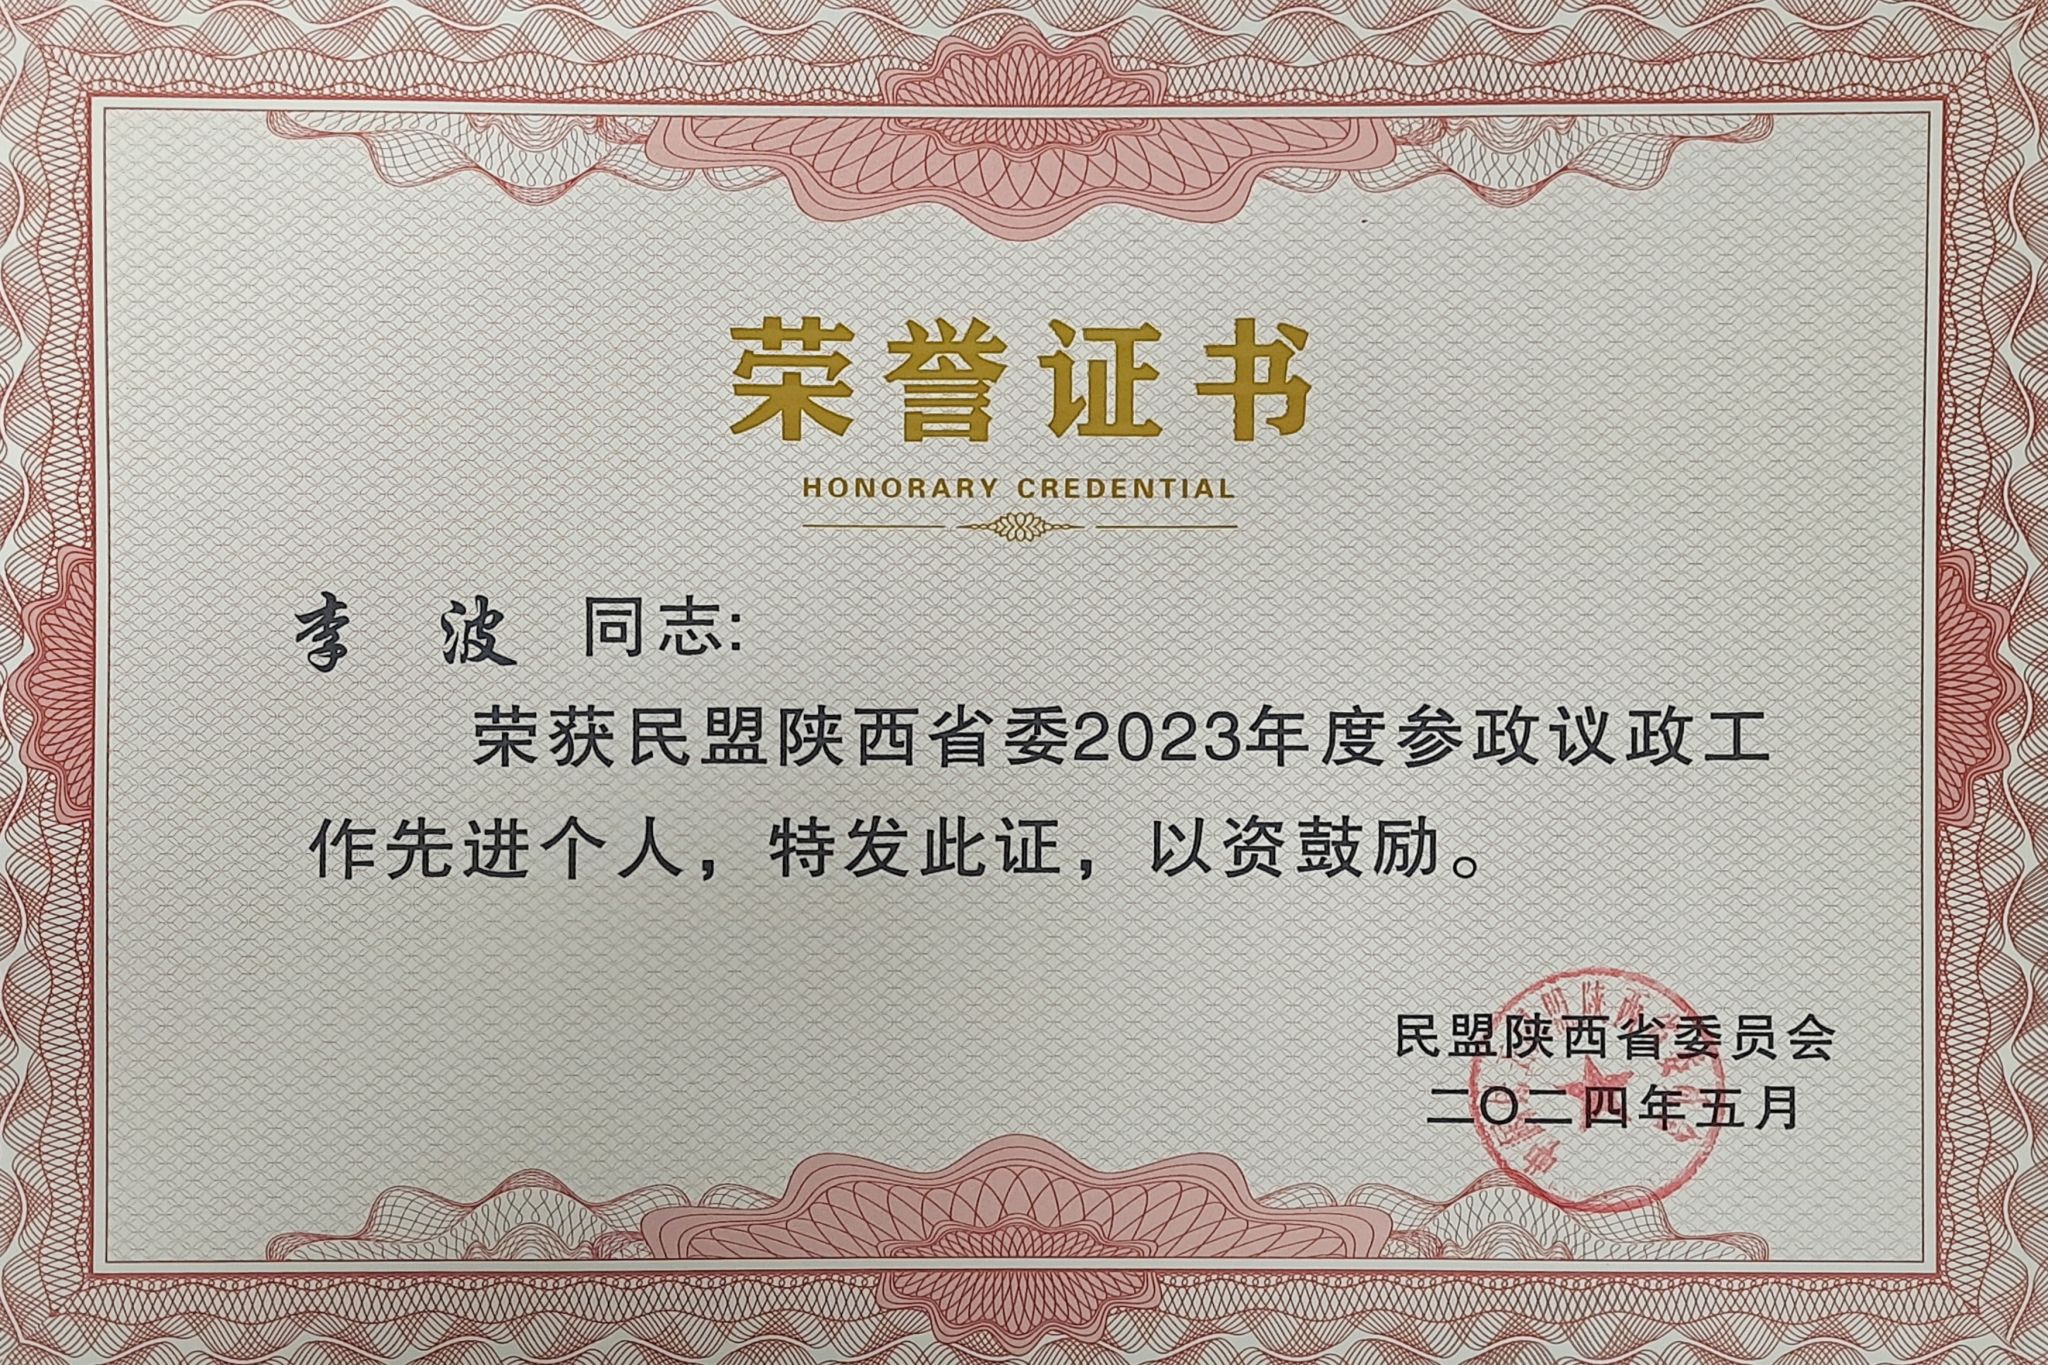 荣誉证书
HONORARY CREDENTIAL
李 波 同志:
荣获民盟陕西省委2023年度参政议政工
作先进个人，特发此证，以资鼓励。
民盟陕西省委员会
二〇二四年五月